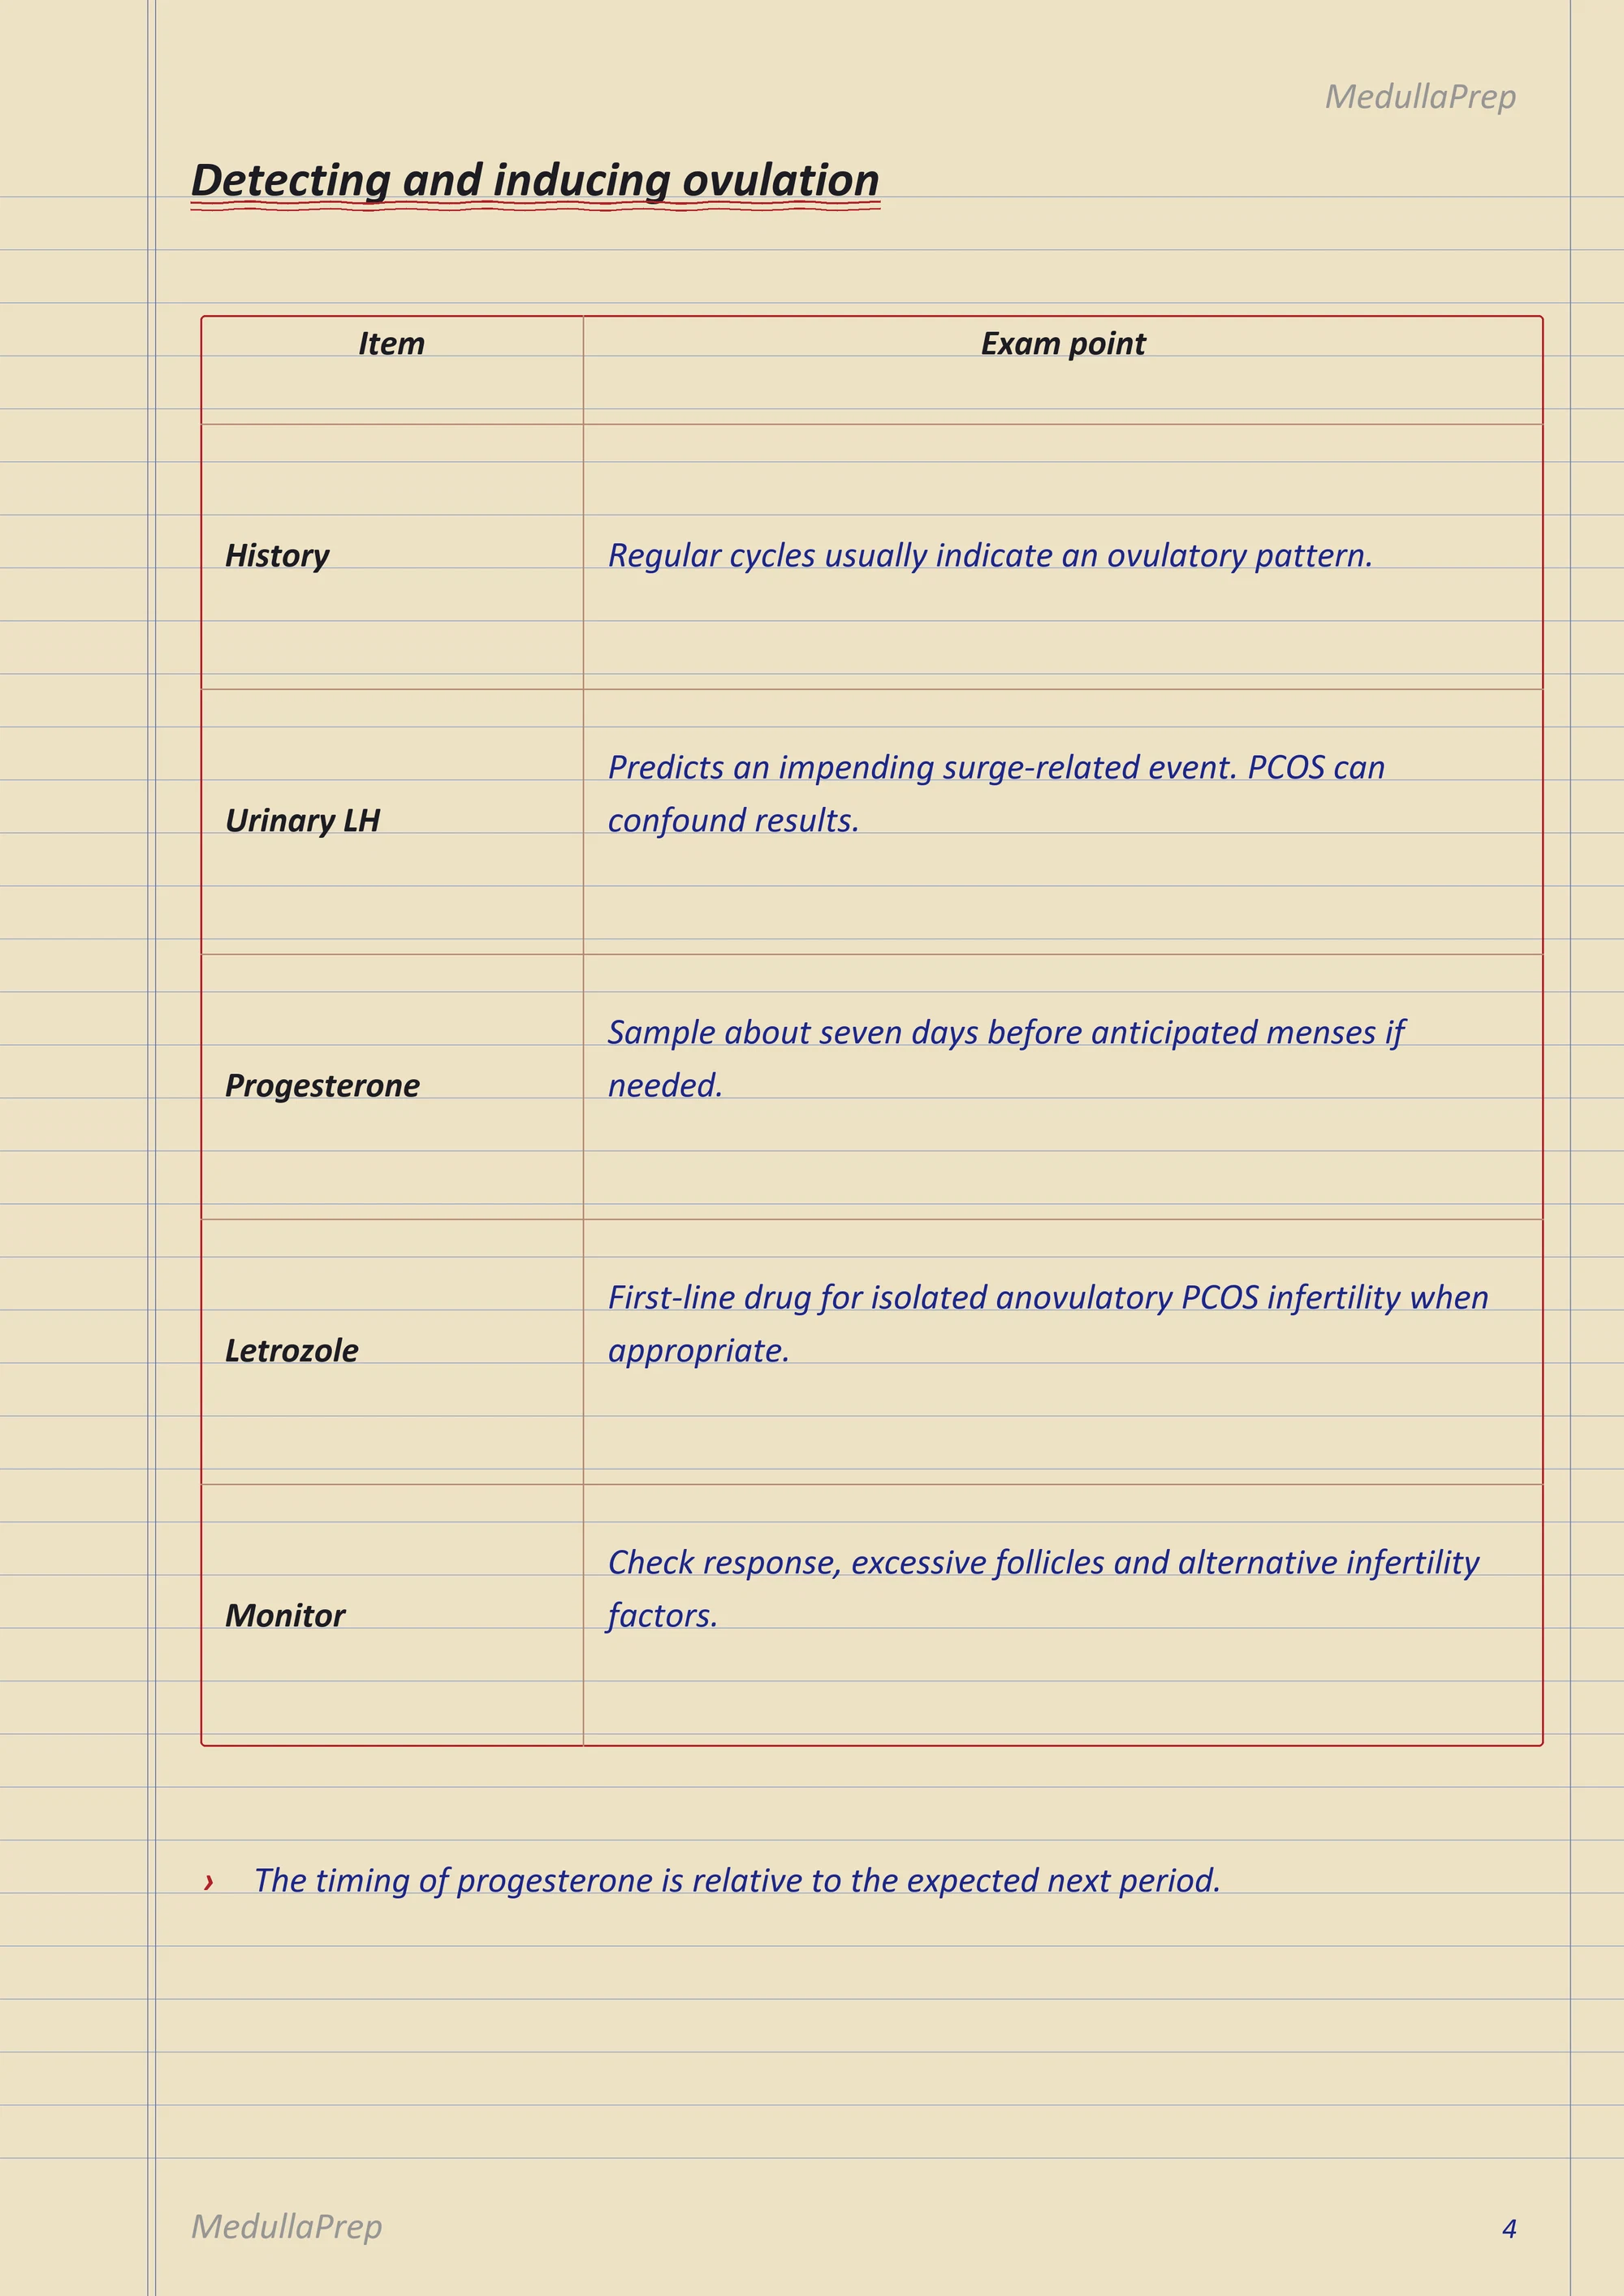 MedullaPrep
Detecting and inducing ovulation
Item
Exam point
History
Regular cycles usually indicate an ovulatory pattern.
Urinary LH
Predicts an impending surge-related event. PCOS can
confound results.
Progesterone
Sample about seven days before anticipated menses if
needed.
Letrozole
First-line drug for isolated anovulatory PCOS infertility when
appropriate.
Monitor
Check response, excessive follicles and alternative infertility
factors.
› The timing of progesterone is relative to the expected next period.
MedullaPrep
4